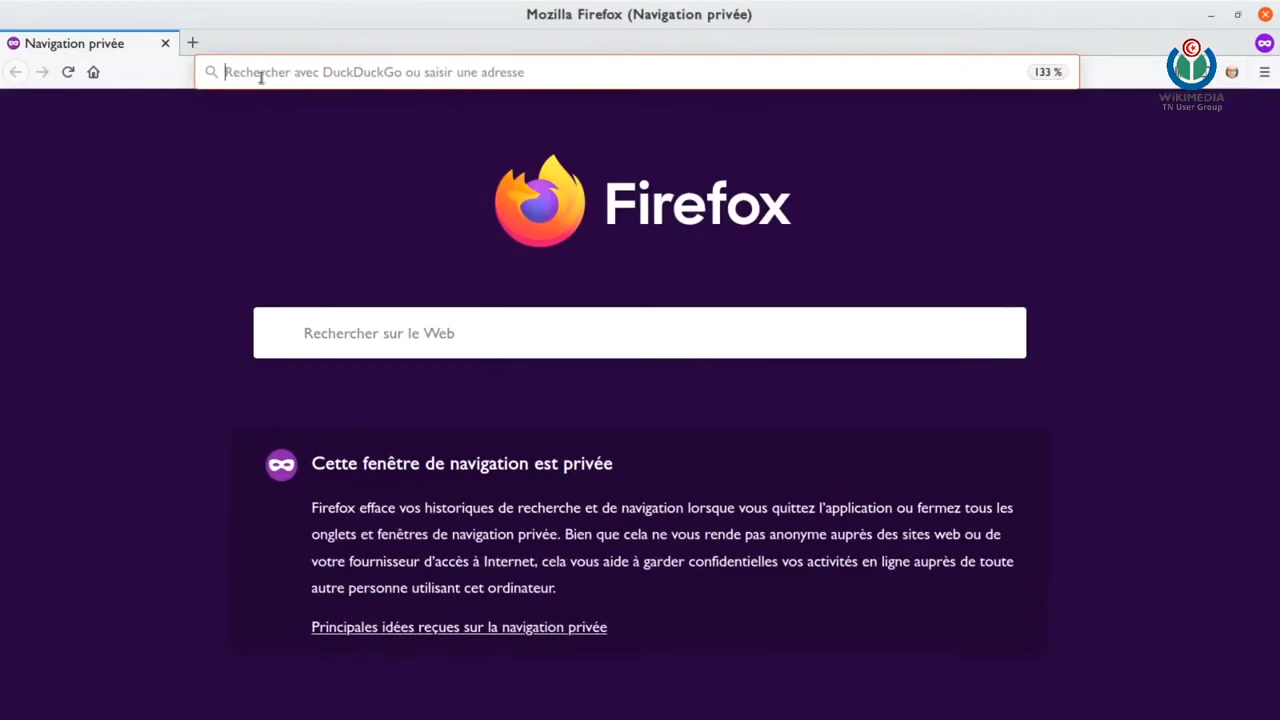 Mozilla Firefox (Navigation privée)
Navigation privée
Rechercher avec DuckDuckGo ou saisir une adresse
133 %
WIKIMEDIA
TN User Group
Firefox
Rechercher sur le Web
Cette fenêtre de navigation est privée
Firefox efface vos historiques de recherche et de navigation lorsque vous quittez l’application ou fermez tous les
onglets et fenêtres de navigation privée. Bien que cela ne vous rende pas anonyme auprès des sites web ou de
votre fournisseur d’accès à Internet, cela vous aide à garder confidentielles vos activités en ligne auprès de toute
autre personne utilisant cet ordinateur.
Principales idées reçues sur la navigation privée